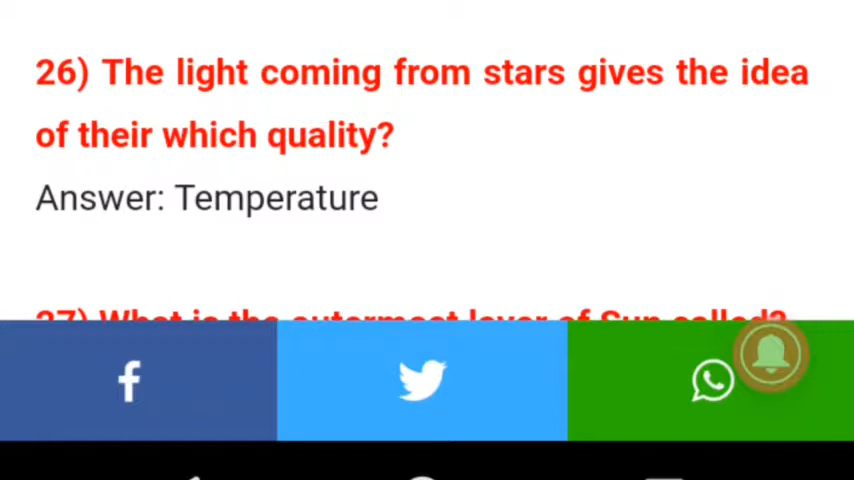 26) The light coming from stars gives the idea
of their which quality?
Answer: Temperature
27) What is the outermost layer of Sun called?